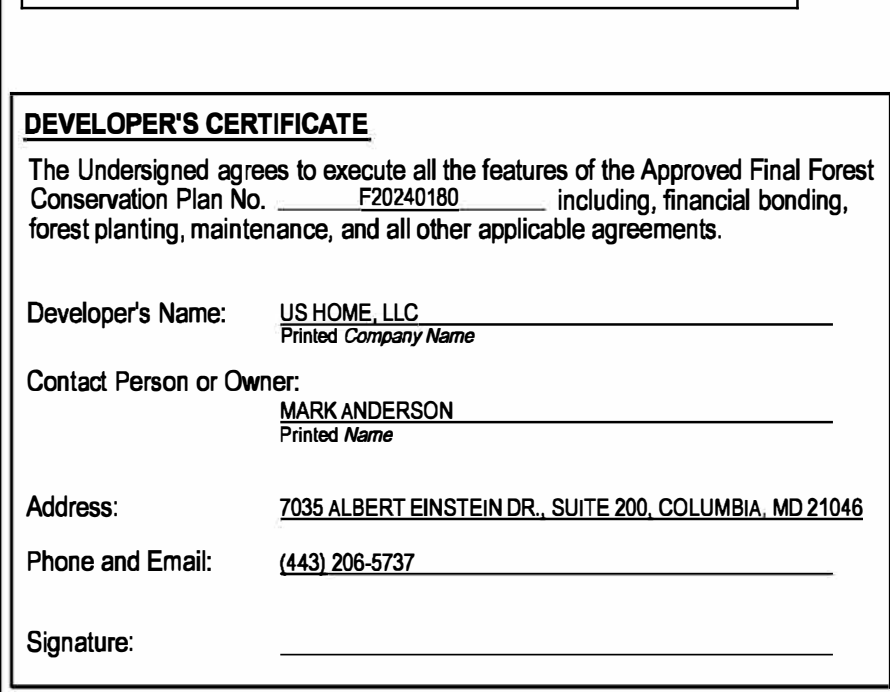 DEVELOPER'S CERTIFICATE
The Undersigned agrees to execute all the features of the Approved Final Forest
Conservation Plan No. F20240180 including, financial bonding,
forest planting, maintenance, and all other applicable agreements.
Developer's Name: US HOME, LLC
Printed Company Name
Contact Person or Owner:
MARK ANDERSON
Printed Name
Address: 7035 ALBERT EINSTEIN DR., SUITE 200, COLUMBIA, MD 21046
Phone and Email: (443) 206-5737
Signature: